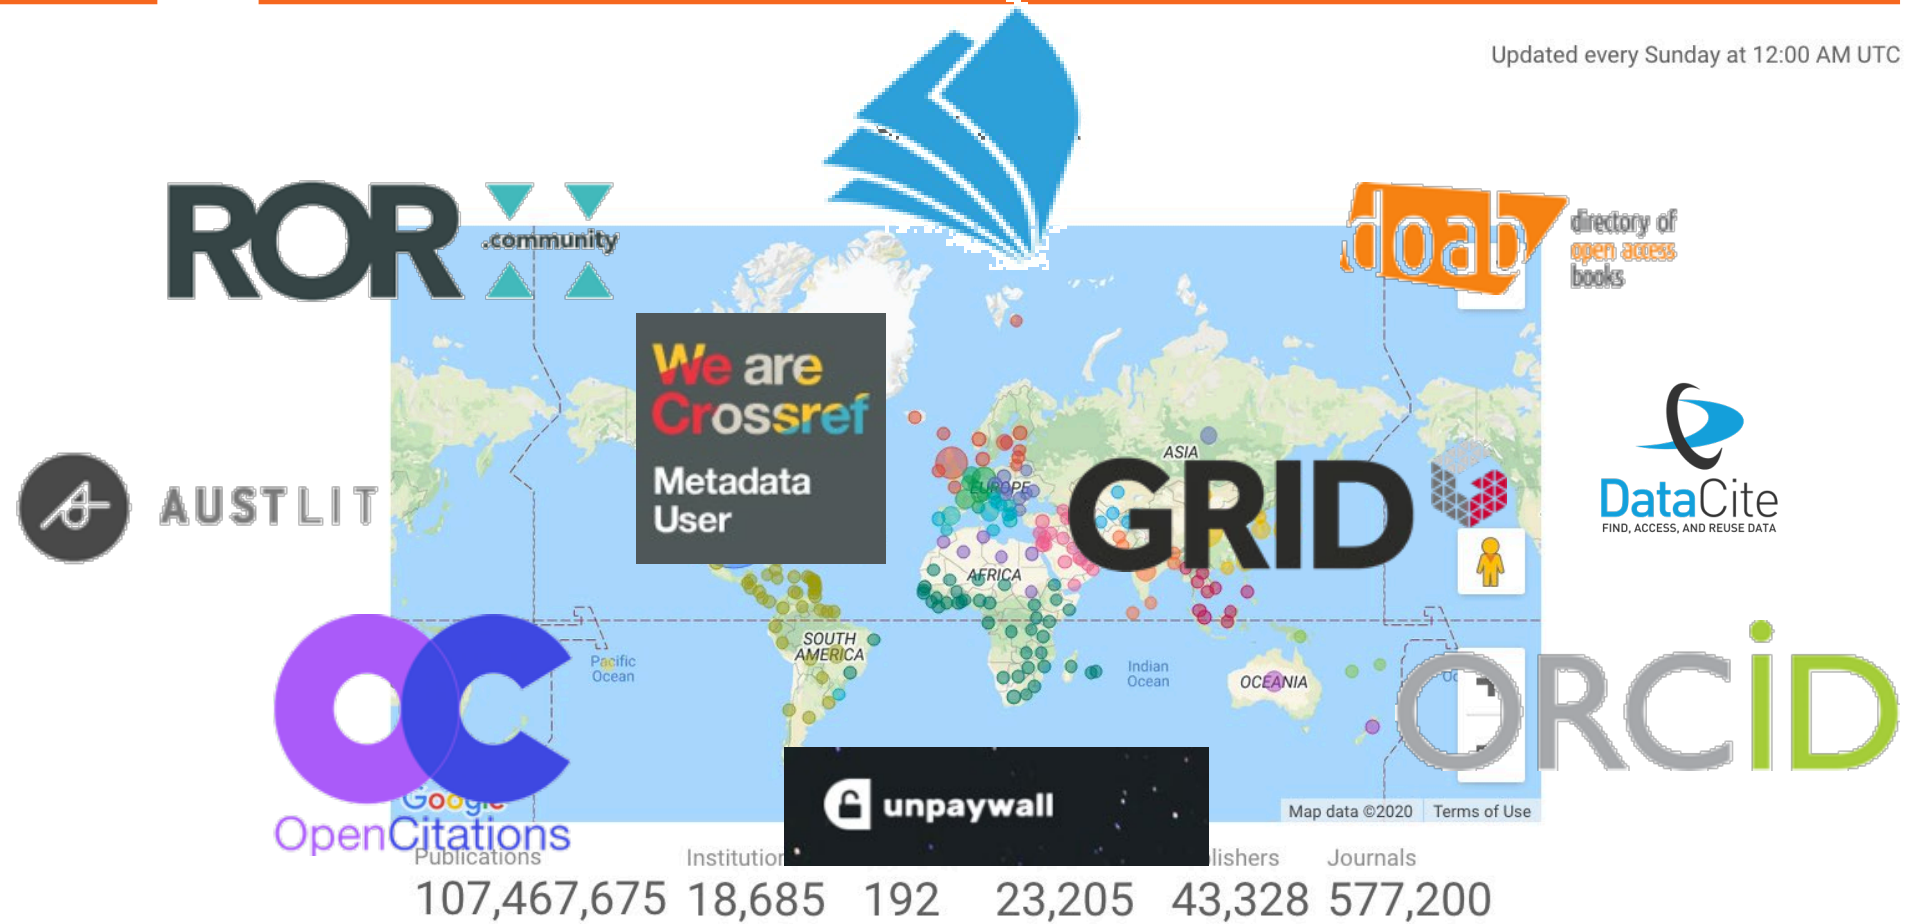 Updated every Sunday at 12:00 AM UTC
ROR
.community
doab
directory of
open access
books
We are
Crossref
Metadata
User
ASIA
EUROPE
GRID
DataCite
FIND, ACCESS, AND REUSE DATA
AUSTLIT
AFRICA
SOUTH
AMERICA
Pacific
Ocean
Indian
Ocean
OCEANIA
ORCID
OC
Google
OpenCitations
unpaywall
Map data ©2020 Terms of Use
Publications Journals
107,467,675 18,685 192 23,205 43,328 577,200